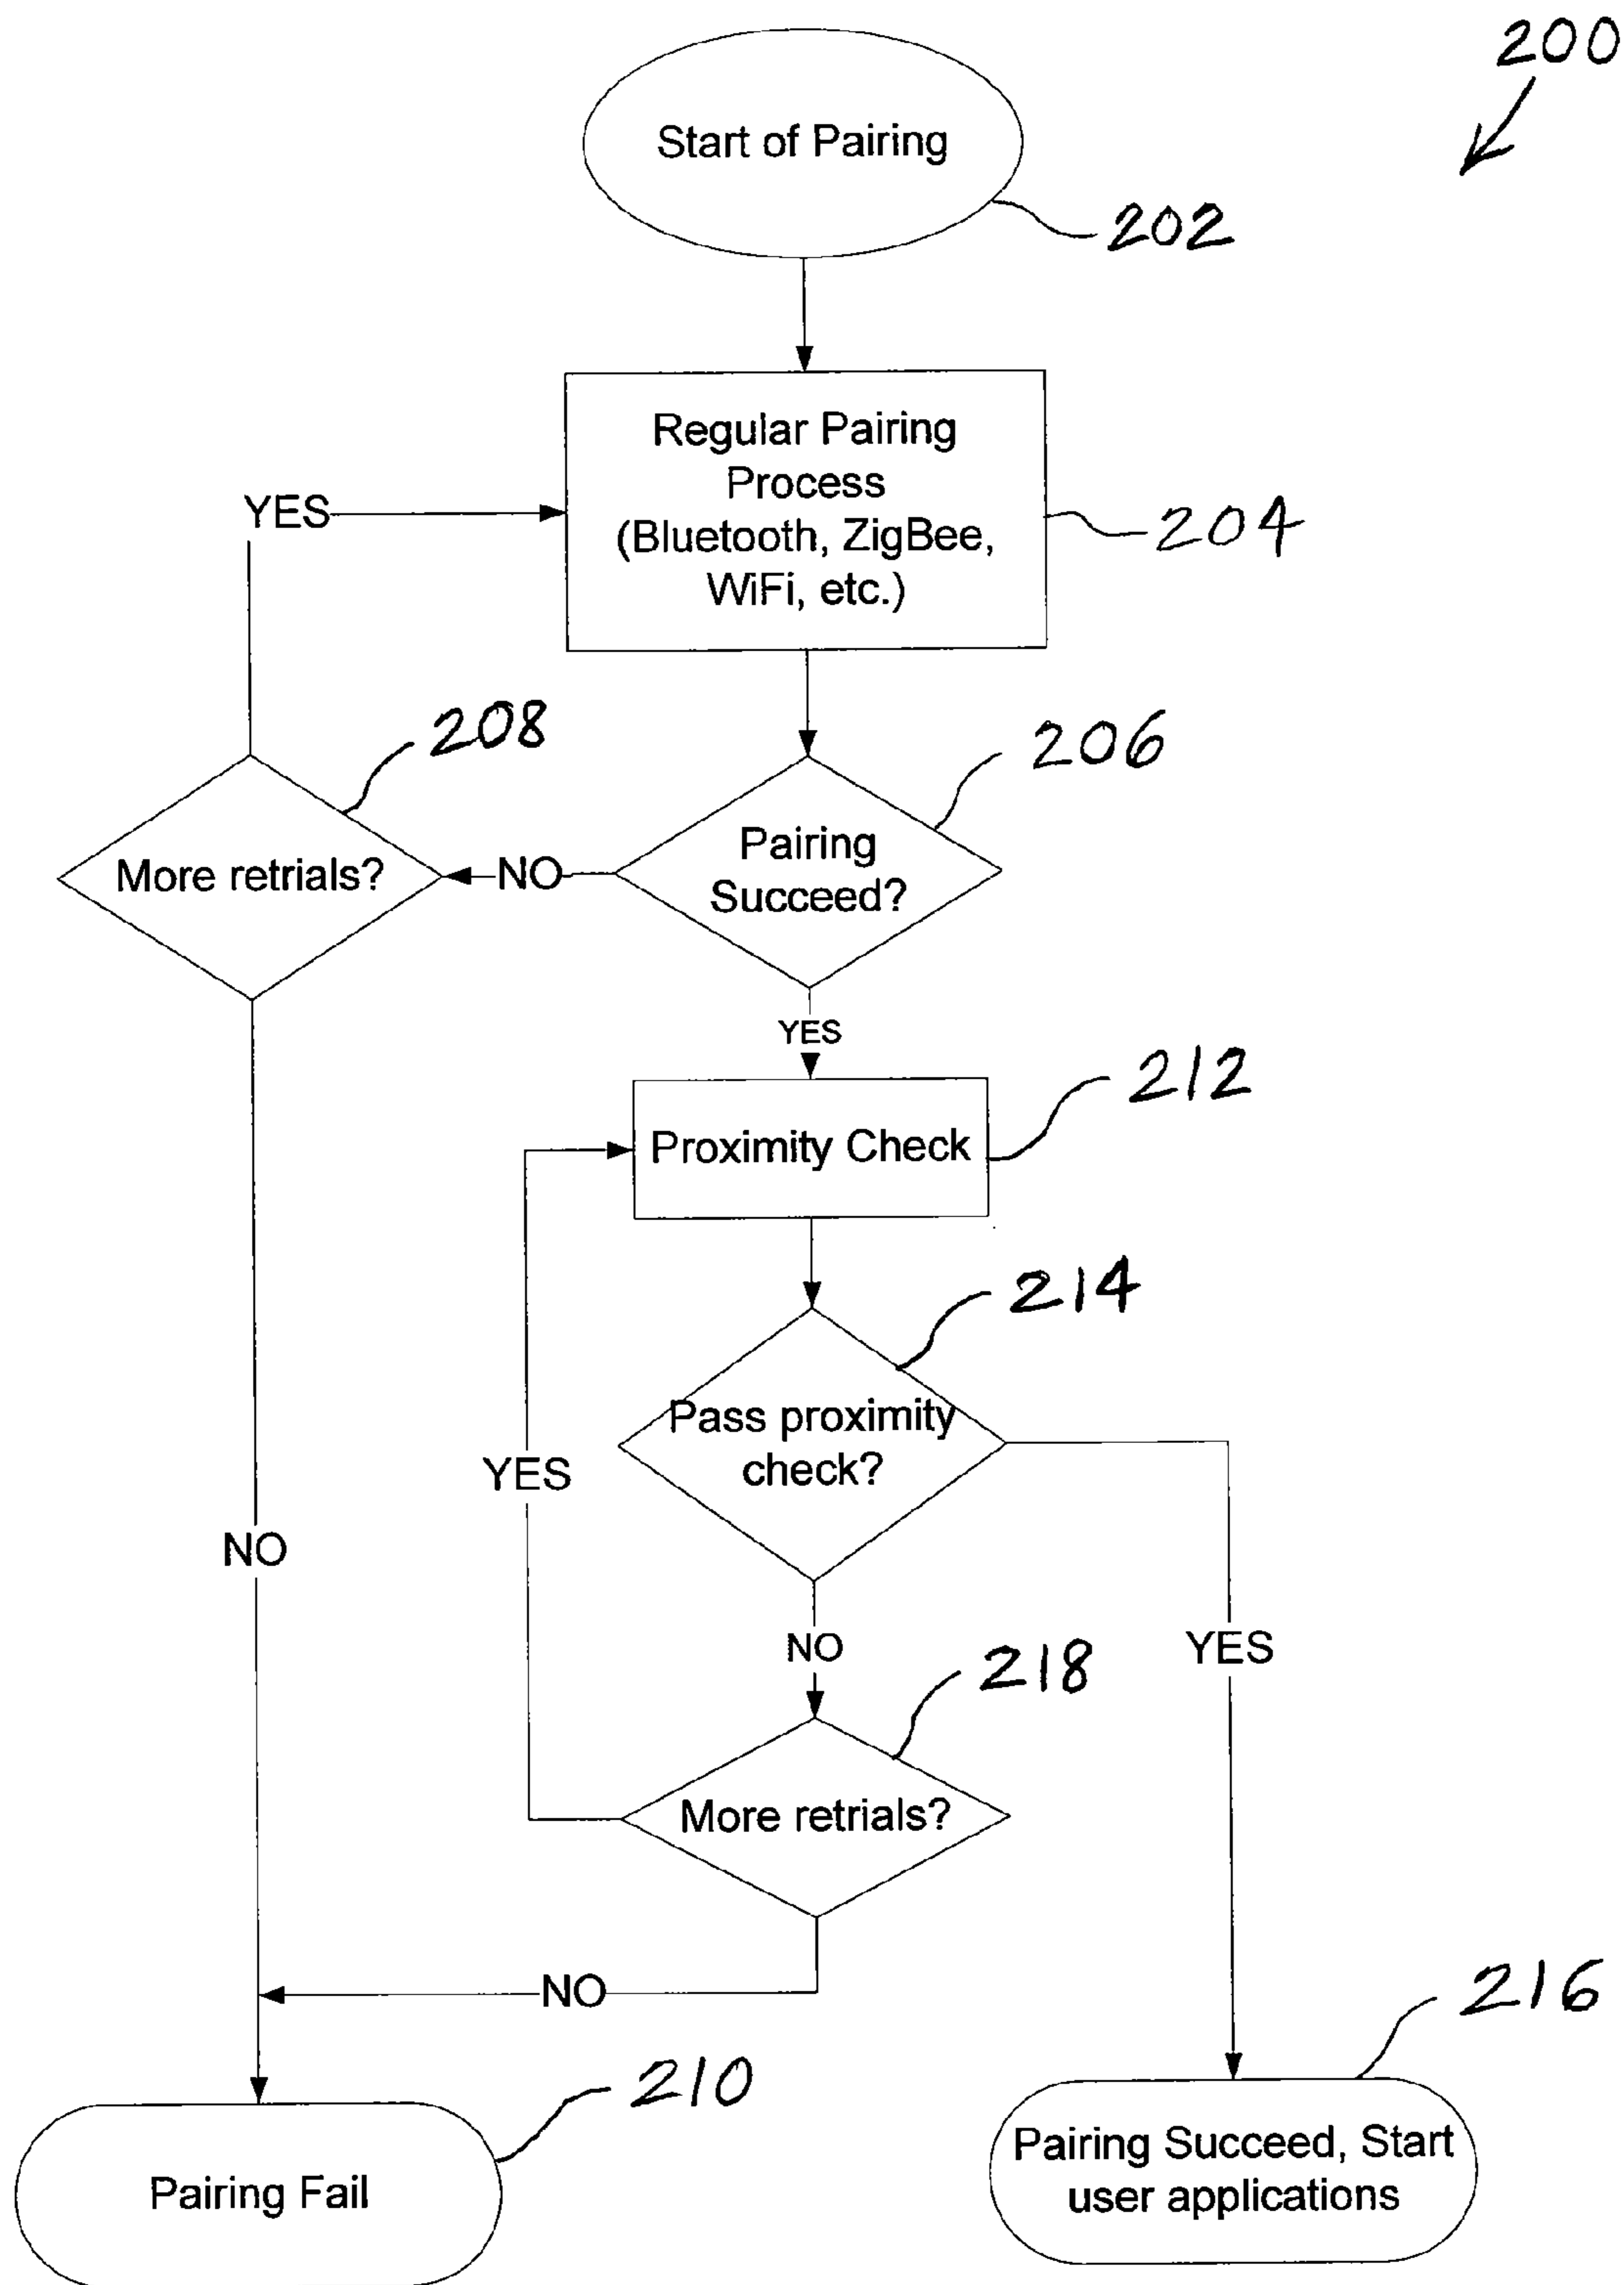 200
Start of Pairing
202
Regular Pairing
Process
(Bluetooth, ZigBee,
WiFi, etc.)
204
YES
208
206
More retrials?
NO
Pairing
Succeed?
YES
212
Proximity Check
214
Pass proximity
check?
YES
NO
NO
218
YES
More retrials?
NO
216
210
Pairing Fail
Pairing Succeed, Start
user applications